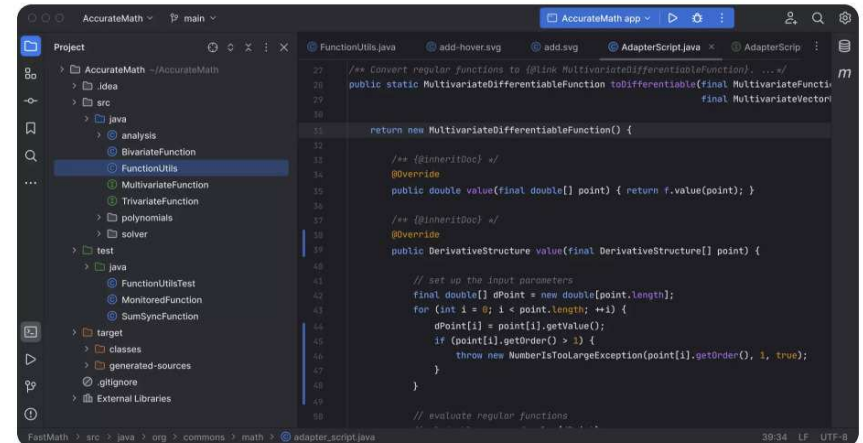 AccurateMath
main
AccurateMath app
Project
FunctionUtils.java
add-hover.svg
add.svg
AdapterScript.java
AdapterScrip
AccurateMath ~/AccurateMath
.idea
src
java
analysis
BivariateFunction
FunctionUtils
MultivariateFunction
TrivariateFunction
polynomials
solver
test
java
FunctionUtilsTest
MonitoredFunction
SumSyncFunction
target
classes
generated-sources
.gitignore
External Libraries
27 /** Convert regular functions to {@link MultivariateDifferentiableFunction}. ...*/
28 public static MultivariateDifferentiableFunction toDifferentiable(final MultivariateFuncti
29 final MultivariateVector
30
31 return new MultivariateDifferentiableFunction() {
32
33 /** {@inheritDoc} */
34 @Override
35 public double value(final double[] point) { return f.value(point); }
36
37 /** {@inheritDoc} */
38 @Override
39 public DerivativeStructure value(final DerivativeStructure[] point) {
40
41 // set up the input parameters
42 final double[] dPoint = new double[point.length];
43 for (int i = 0; i < point.length; ++i) {
44 dPoint[i] = point[i].getValue();
45 if (point[i].getOrder() > 1) {
46 throw new NumberIsTooLargeException(point[i].getOrder(), 1, true);
47 }
48 }
49
50 // evaluate regular functions
m
FastMath > src > java > org > commons > math > adapter_script.java
39:34 LF UTF-8